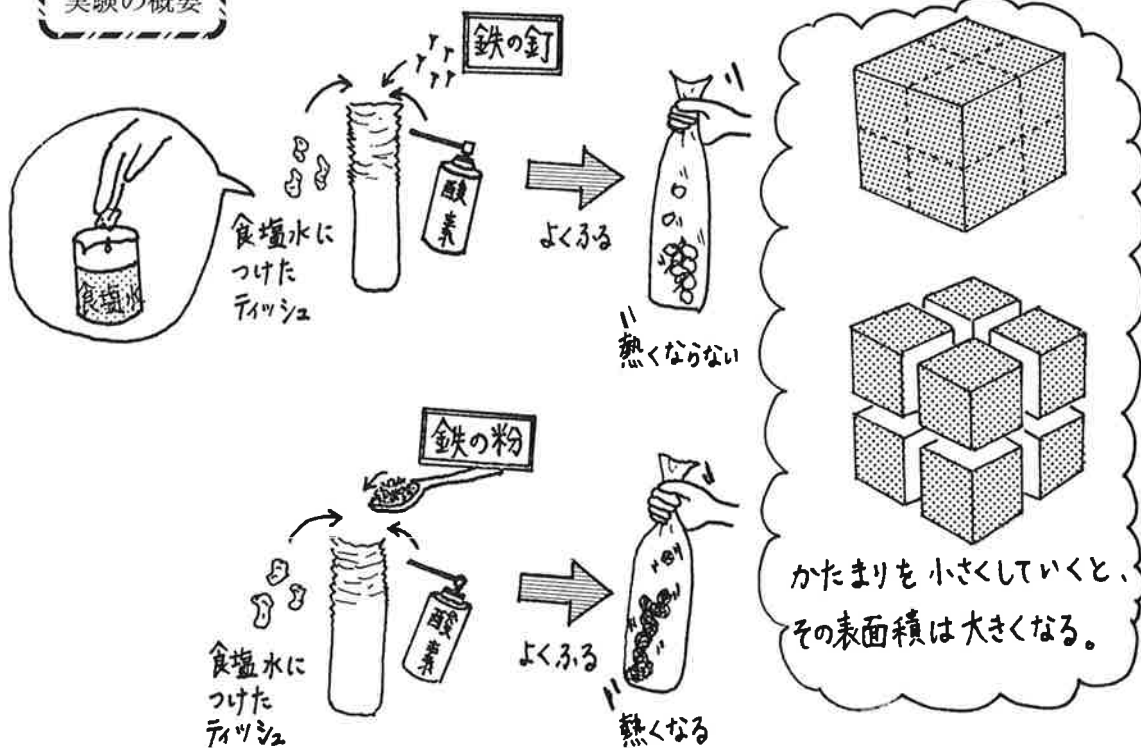 実験の概要
鉄の釘
食塩水
食塩水に
つけた
ティッシュ
酸素
よくふる
熱くならない
鉄の粉
食塩水に
つけた
ティッシュ
酸素
よくふる
熱くなる
かたまりを小さくしていくと、
その表面積は大きくなる。